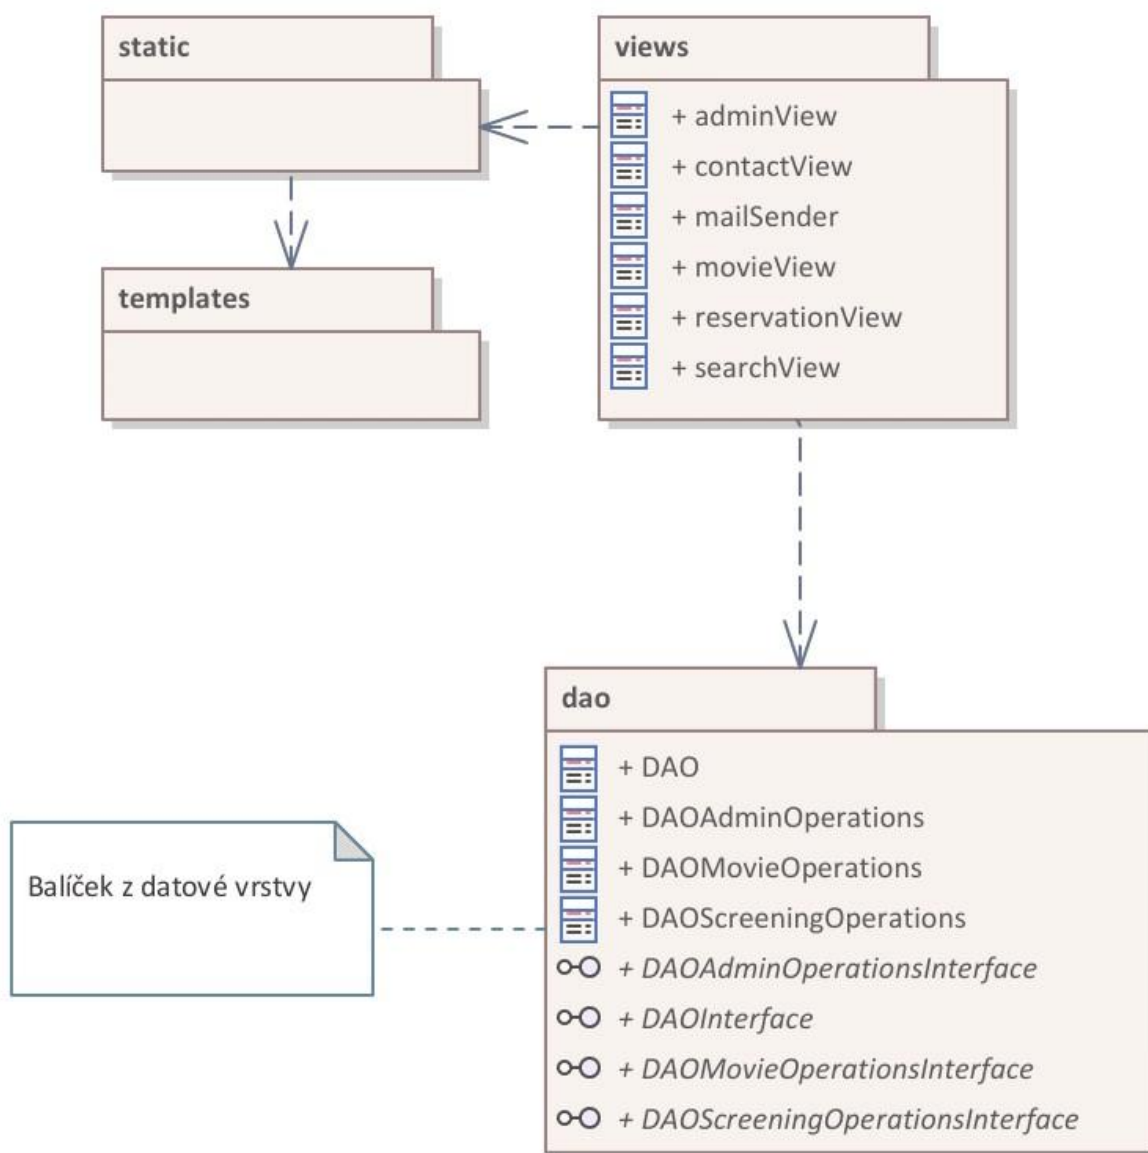 static
templates
views
+ adminView
+ contactView
+ mailSender
+ movieView
+ reservationView
+ searchView
dao
+ DAO
+ DAOAdminOperations
+ DAOMovieOperations
+ DAOScreeningOperations
+ DAOAdminOperationsInterface
+ DAOInterface
+ DAOMovieOperationsInterface
+ DAOScreeningOperationsInterface
Balíček z datové vrstvy